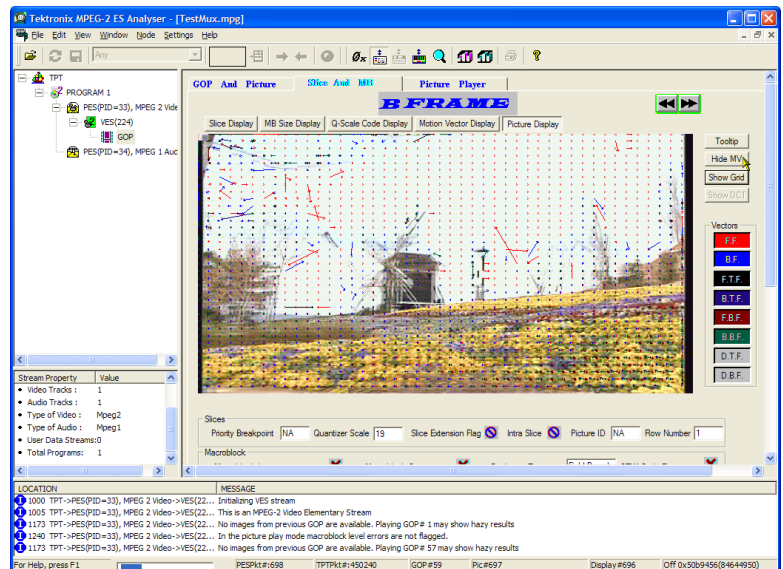 Tektronix MPEG-2 ES Analyser - [TestMux.mpg]
File Edit View Window Node Settings Help
Any
TPT
PROGRAM 1
PES(PID=33), MPEG 2 Vide
VES(224)
GOP
PES(PID=34), MPEG 1 Auc
GOP And Picture Slice And MB Picture Player
B FRAME
Slice Display MB Size Display Q-Scale Code Display Motion Vector Display Picture Display
Tooltip
Hide MV
Show Grid
Show DCT
Vectors
F.F.
B.F.
F.T.F.
B.T.F.
F.B.F.
B.B.F.
D.T.F.
D.B.F.
Stream Property Value
Video Tracks : 1
Audio Tracks : 1
Type of Video : Mpeg2
Type of Audio : Mpeg1
User Data Streams:0
Total Programs: 1
Slices
Priority Breakpoint NA Quantizer Scale 19 Slice Extension Flag Intra Slice Picture ID NA Row Number 1
Macroblock
LOCATION MESSAGE
1000 TPT->PES(PID=33), MPEG 2 Video->VES(22... Initializing VES stream
1005 TPT->PES(PID=33), MPEG 2 Video->VES(22... This is an MPEG-2 Video Elementary Stream
1173 TPT->PES(PID=33), MPEG 2 Video->VES(22... No images from previous GOP are available. Playing GOP# 1 may show hazy results
1240 TPT->PES(PID=33), MPEG 2 Video->VES(22... In the picture play mode macroblock level errors are not flagged.
1173 TPT->PES(PID=33), MPEG 2 Video->VES(22... No images from previous GOP are available. Playing GOP# 57 may show hazy results
For Help, press F1 PESPkt#:698 TPTPkt#:450240 GOP#59 Pic#697 Display#696 Off 0x50b9456(84644950)